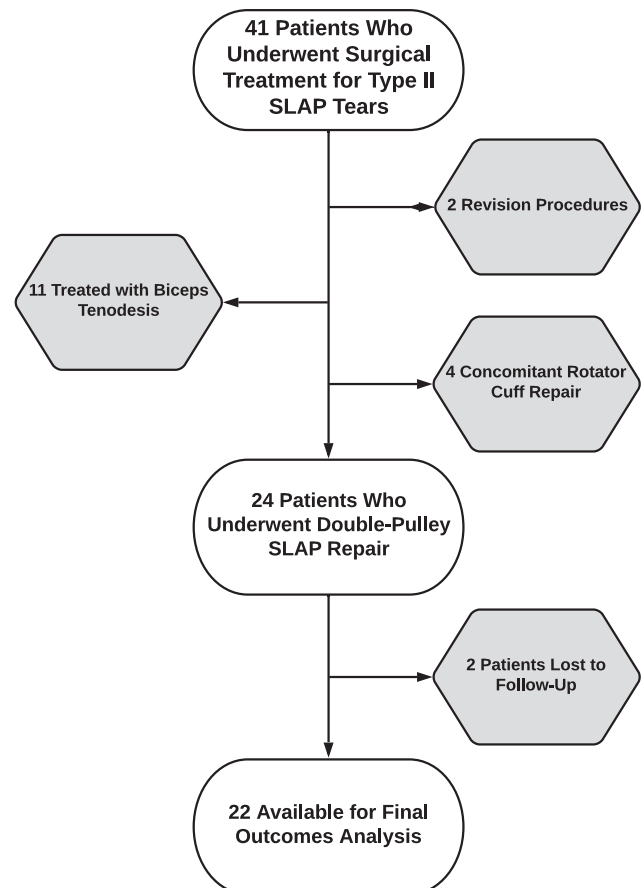 41 Patients Who
Underwent Surgical
Treatment for Type II
SLAP Tears
2 Revision Procedures
11 Treated with Biceps
Tenodesis
4 Concomitant Rotator
Cuff Repair
24 Patients Who
Underwent Double-Pulley
SLAP Repair
2 Patients Lost to
Follow-Up
22 Available for Final
Outcomes Analysis